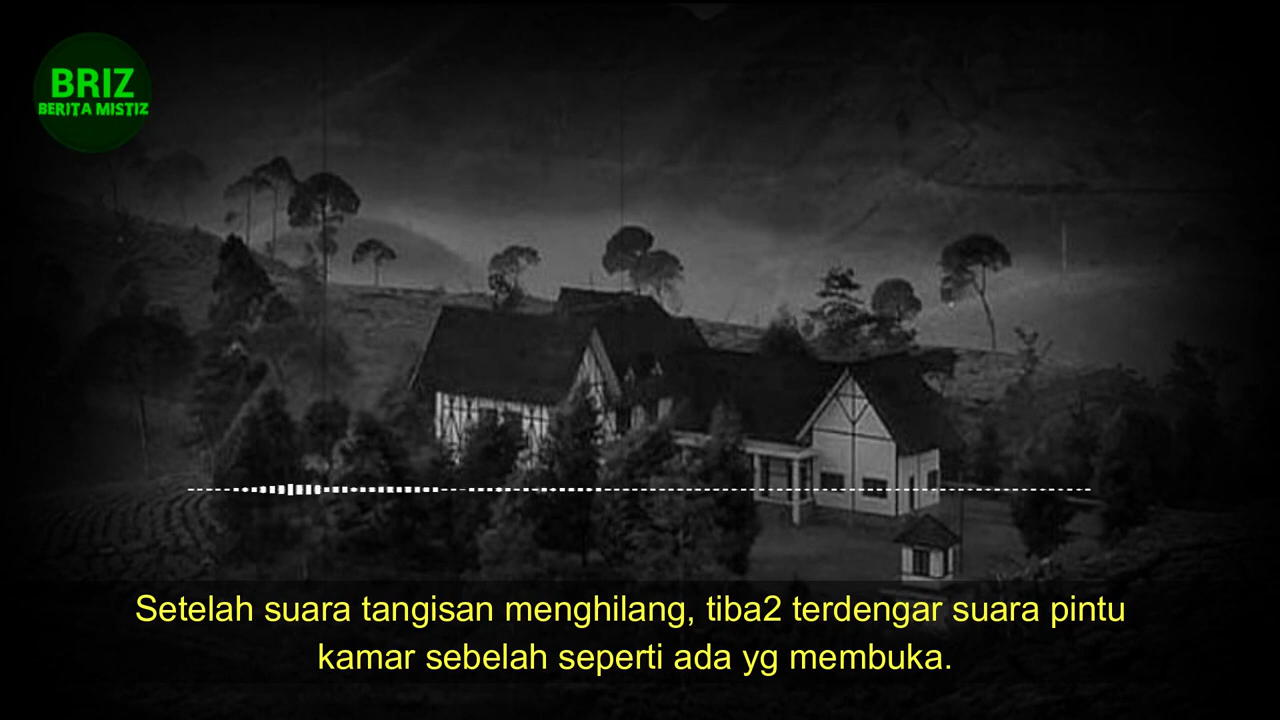 BRIZ
BERITA MISTIZ
Setelah suara tangisan menghilang, tiba2 terdengar suara pintu
kamar sebelah seperti ada yg membuka.